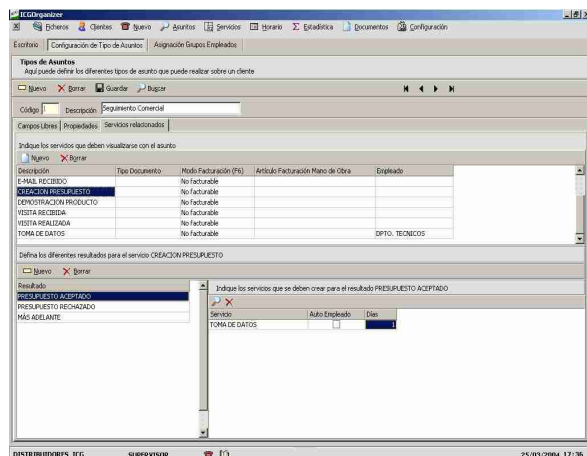 ICGOrganizer
Ficheros Clientes Nuevo Asuntos Servicios Horario Estadística Documentos Configuración
Escritorio Configuración de Tipo de Asuntos Asignación Grupos Empleados
Tipos de Asuntos
Aquí puede definir los diferentes tipos de asunto que puede realizar sobre un cliente
Nuevo Borrar Guardar Buscar
Código 1 Descripción Seguimiento Comercial
Campos Libres Propiedades Servicios relacionados
Indique los servicios que deben visualizarse con el asunto
Nuevo Borrar
Descripción Tipo Documento Modo Facturación (F6) Artículo Facturación Mano de Obra Empleado
E-MAIL RECIBIDO No facturable
CREACION PRESUPUESTO No facturable
DEMOSTRACION PRODUCTO No facturable
VISITA RECIBIDA No facturable
VISITA REALIZADA No facturable
TOMA DE DATOS No facturable DPTO. TECNICOS
Defina los diferentes resultados para el servicio CREACION PRESUPUESTO
Nuevo Borrar
Resultado
PRESUPUESTO ACEPTADO
PRESUPUESTO RECHAZADO
MÁS ADELANTE
Indique los servicios que se deben crear para el resultado PRESUPUESTO ACEPTADO
Servicio Auto Empleado Días
TOMA DE DATOS 1
DISTRIBUIDORES ICG SUPERVISOR 25/03/2004 17:36